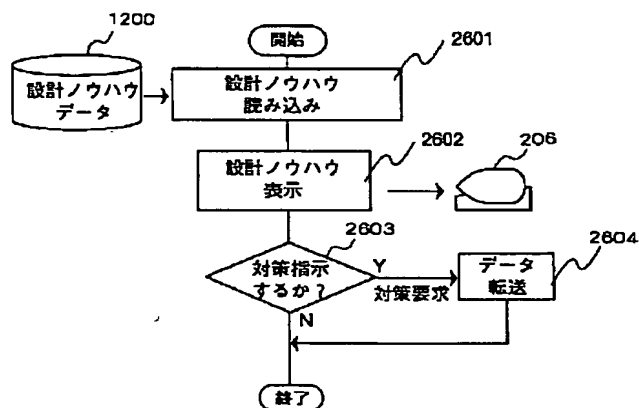 1200
開始
2601
設計ノウハウ
データ
設計ノウハウ
読み込み
2602
206
設計ノウハウ
表示
2603
2604
対策指示
するか?
Y
対策要求
データ
転送
N
終了